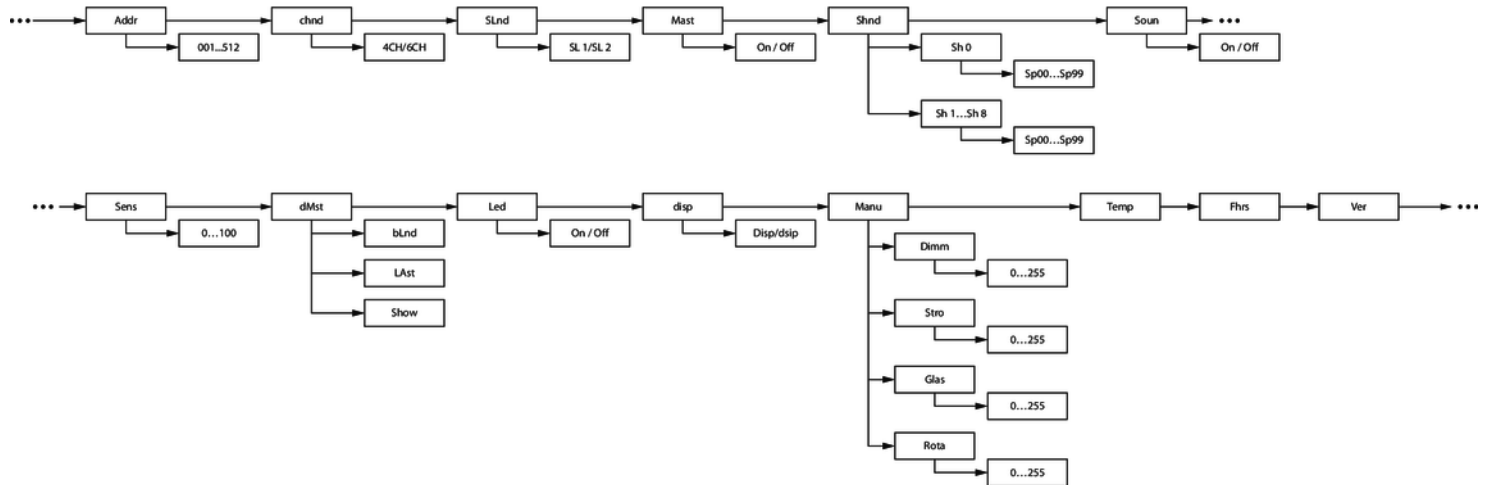 ••• Addr chnd SLnd Mast Shnd Soun •••
001...512 4CH/6CH SL 1/SL 2 On / Off Sh 0 On / Off
Sp00...Sp99
Sh 1...Sh 8
Sp00...Sp99
••• Sens dMst Led disp Manu Temp Fhrs Ver •••
0...100 bLnd On / Off Disp/dsip Dimm
LAst 0...255
Show Stro
0...255
Glas
0...255
Rota
0...255